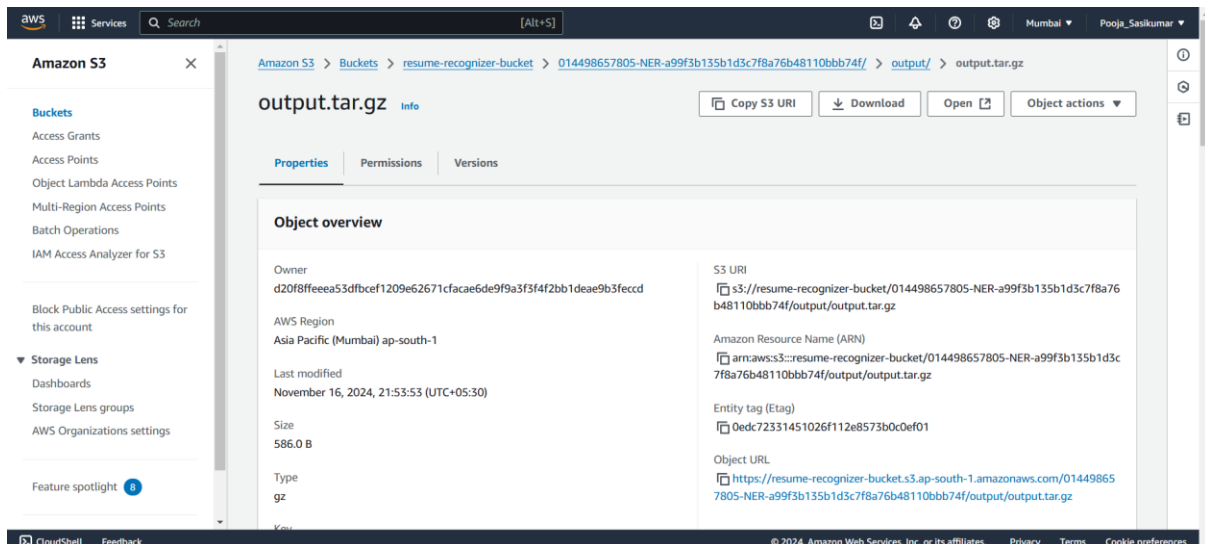 aws Services Search [Alt+S] Mumbai ▼ Pooja_Sasikumar ▼
Amazon S3
Buckets
Access Grants
Access Points
Object Lambda Access Points
Multi-Region Access Points
Batch Operations
IAM Access Analyzer for S3
Block Public Access settings for
this account
▼ Storage Lens
Dashboards
Storage Lens groups
AWS Organizations settings
Feature spotlight 8
Amazon S3 > Buckets > resume-recognizer-bucket > 014498657805-NER-a99f3b135b1d3c7f8a76b48110bbb74f/ > output/ > output.tar.gz
output.tar.gz Info
Copy S3 URI Download Open Object actions ▼
Properties Permissions Versions
Object overview
Owner
d20f8ffeeea53dfbcef1209e62671cfacae6de9f9a3f3f4f2bb1deae9b3feccd
AWS Region
Asia Pacific (Mumbai) ap-south-1
Last modified
November 16, 2024, 21:53:53 (UTC+05:30)
Size
586.0 B
Type
gz
Key
S3 URI
s3://resume-recognizer-bucket/014498657805-NER-a99f3b135b1d3c7f8a76
b48110bbb74f/output/output.tar.gz
Amazon Resource Name (ARN)
arn:aws:s3:::resume-recognizer-bucket/014498657805-NER-a99f3b135b1d3c
7f8a76b48110bbb74f/output/output.tar.gz
Entity tag (Etag)
0edc72331451026f112e8573b0c0ef01
Object URL
https://resume-recognizer-bucket.s3.ap-south-1.amazonaws.com/01449865
7805-NER-a99f3b135b1d3c7f8a76b48110bbb74f/output/output.tar.gz
CloudShell Feedback © 2024, Amazon Web Services, Inc. or its affiliates. Privacy Terms Cookie preferences